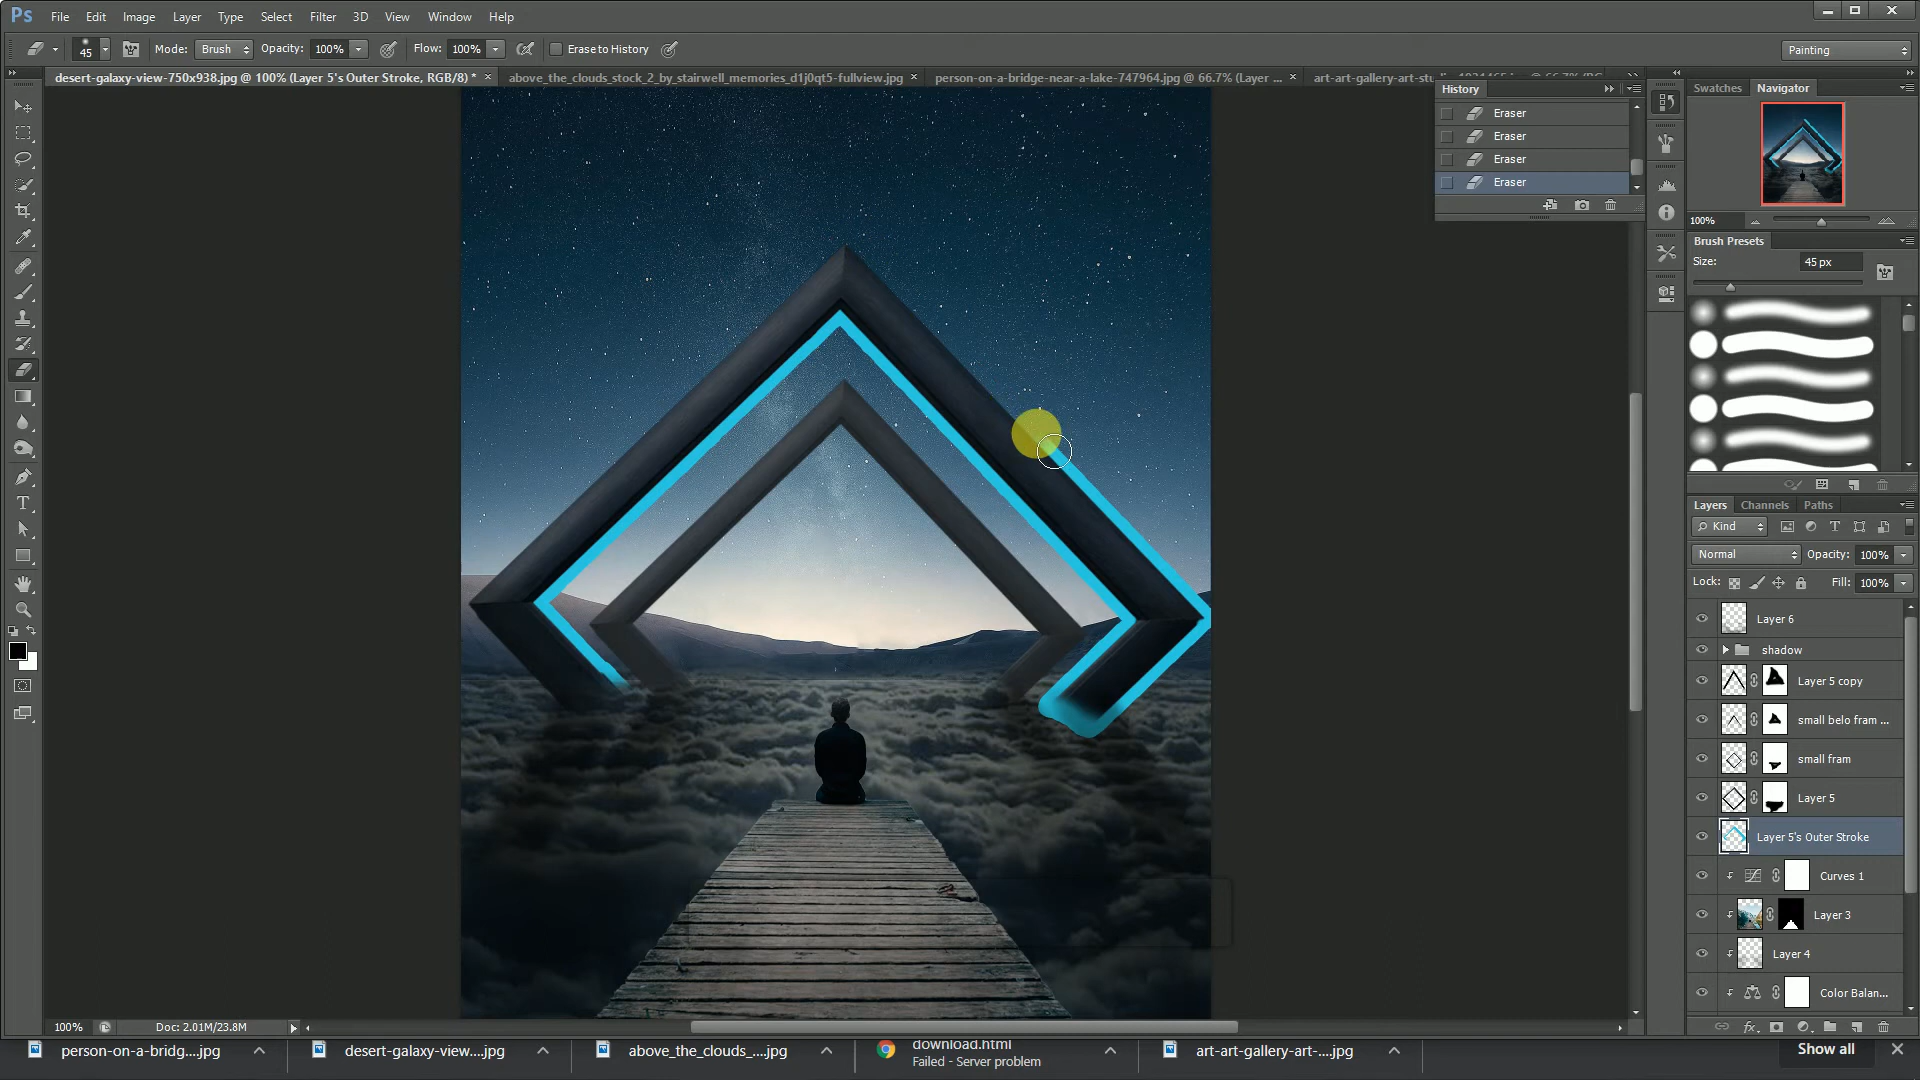 Ps File Edit Image Layer Type Select Filter 3D View Window Help
45 Mode: Brush Opacity: 100% Flow: 100% Erase to History Painting
desert-galaxy-view-750x938.jpg @ 100% (Layer 5's Outer Stroke, RGB/8) * × above_the_clouds_stock_2_by_stairwell_memories_d1j0qt5-fullview.jpg × person-on-a-bridge-near-a-lake-747964.jpg @ 66.7% (Layer ... × art-art-gallery-art-stu
History
Eraser
Eraser
Eraser
Eraser
Swatches Navigator
100%
Brush Presets
Size: 45 px
Layers Channels Paths
Kind
Normal Opacity: 100%
Lock: Fill: 100%
Layer 6
shadow
Layer 5 copy
small belo fram ...
small fram
Layer 5
Layer 5's Outer Stroke
Curves 1
Layer 3
Layer 4
Color Balan...
100% Doc: 2.01M/23.8M
person-on-a-bridg....jpg
desert-galaxy-view....jpg
above_the_clouds_....jpg
download.html
Failed - Server problem
art-art-gallery-art-....jpg
Show all